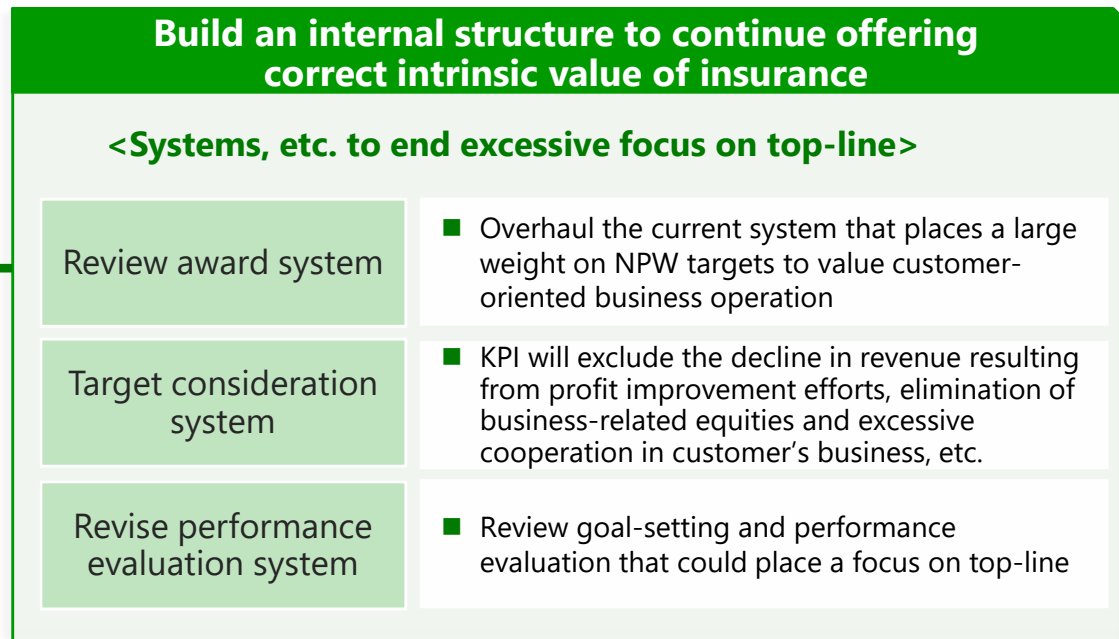 Build an internal structure to continue offering
correct intrinsic value of insurance
<Systems, etc. to end excessive focus on top-line>
Review award system
■ Overhaul the current system that places a large
weight on NPW targets to value customer-
oriented business operation
Target consideration
system
■ KPI will exclude the decline in revenue resulting
from profit improvement efforts, elimination of
business-related equities and excessive
cooperation in customer's business, etc.
Revise performance
evaluation system
■ Review goal-setting and performance
evaluation that could place a focus on top-line